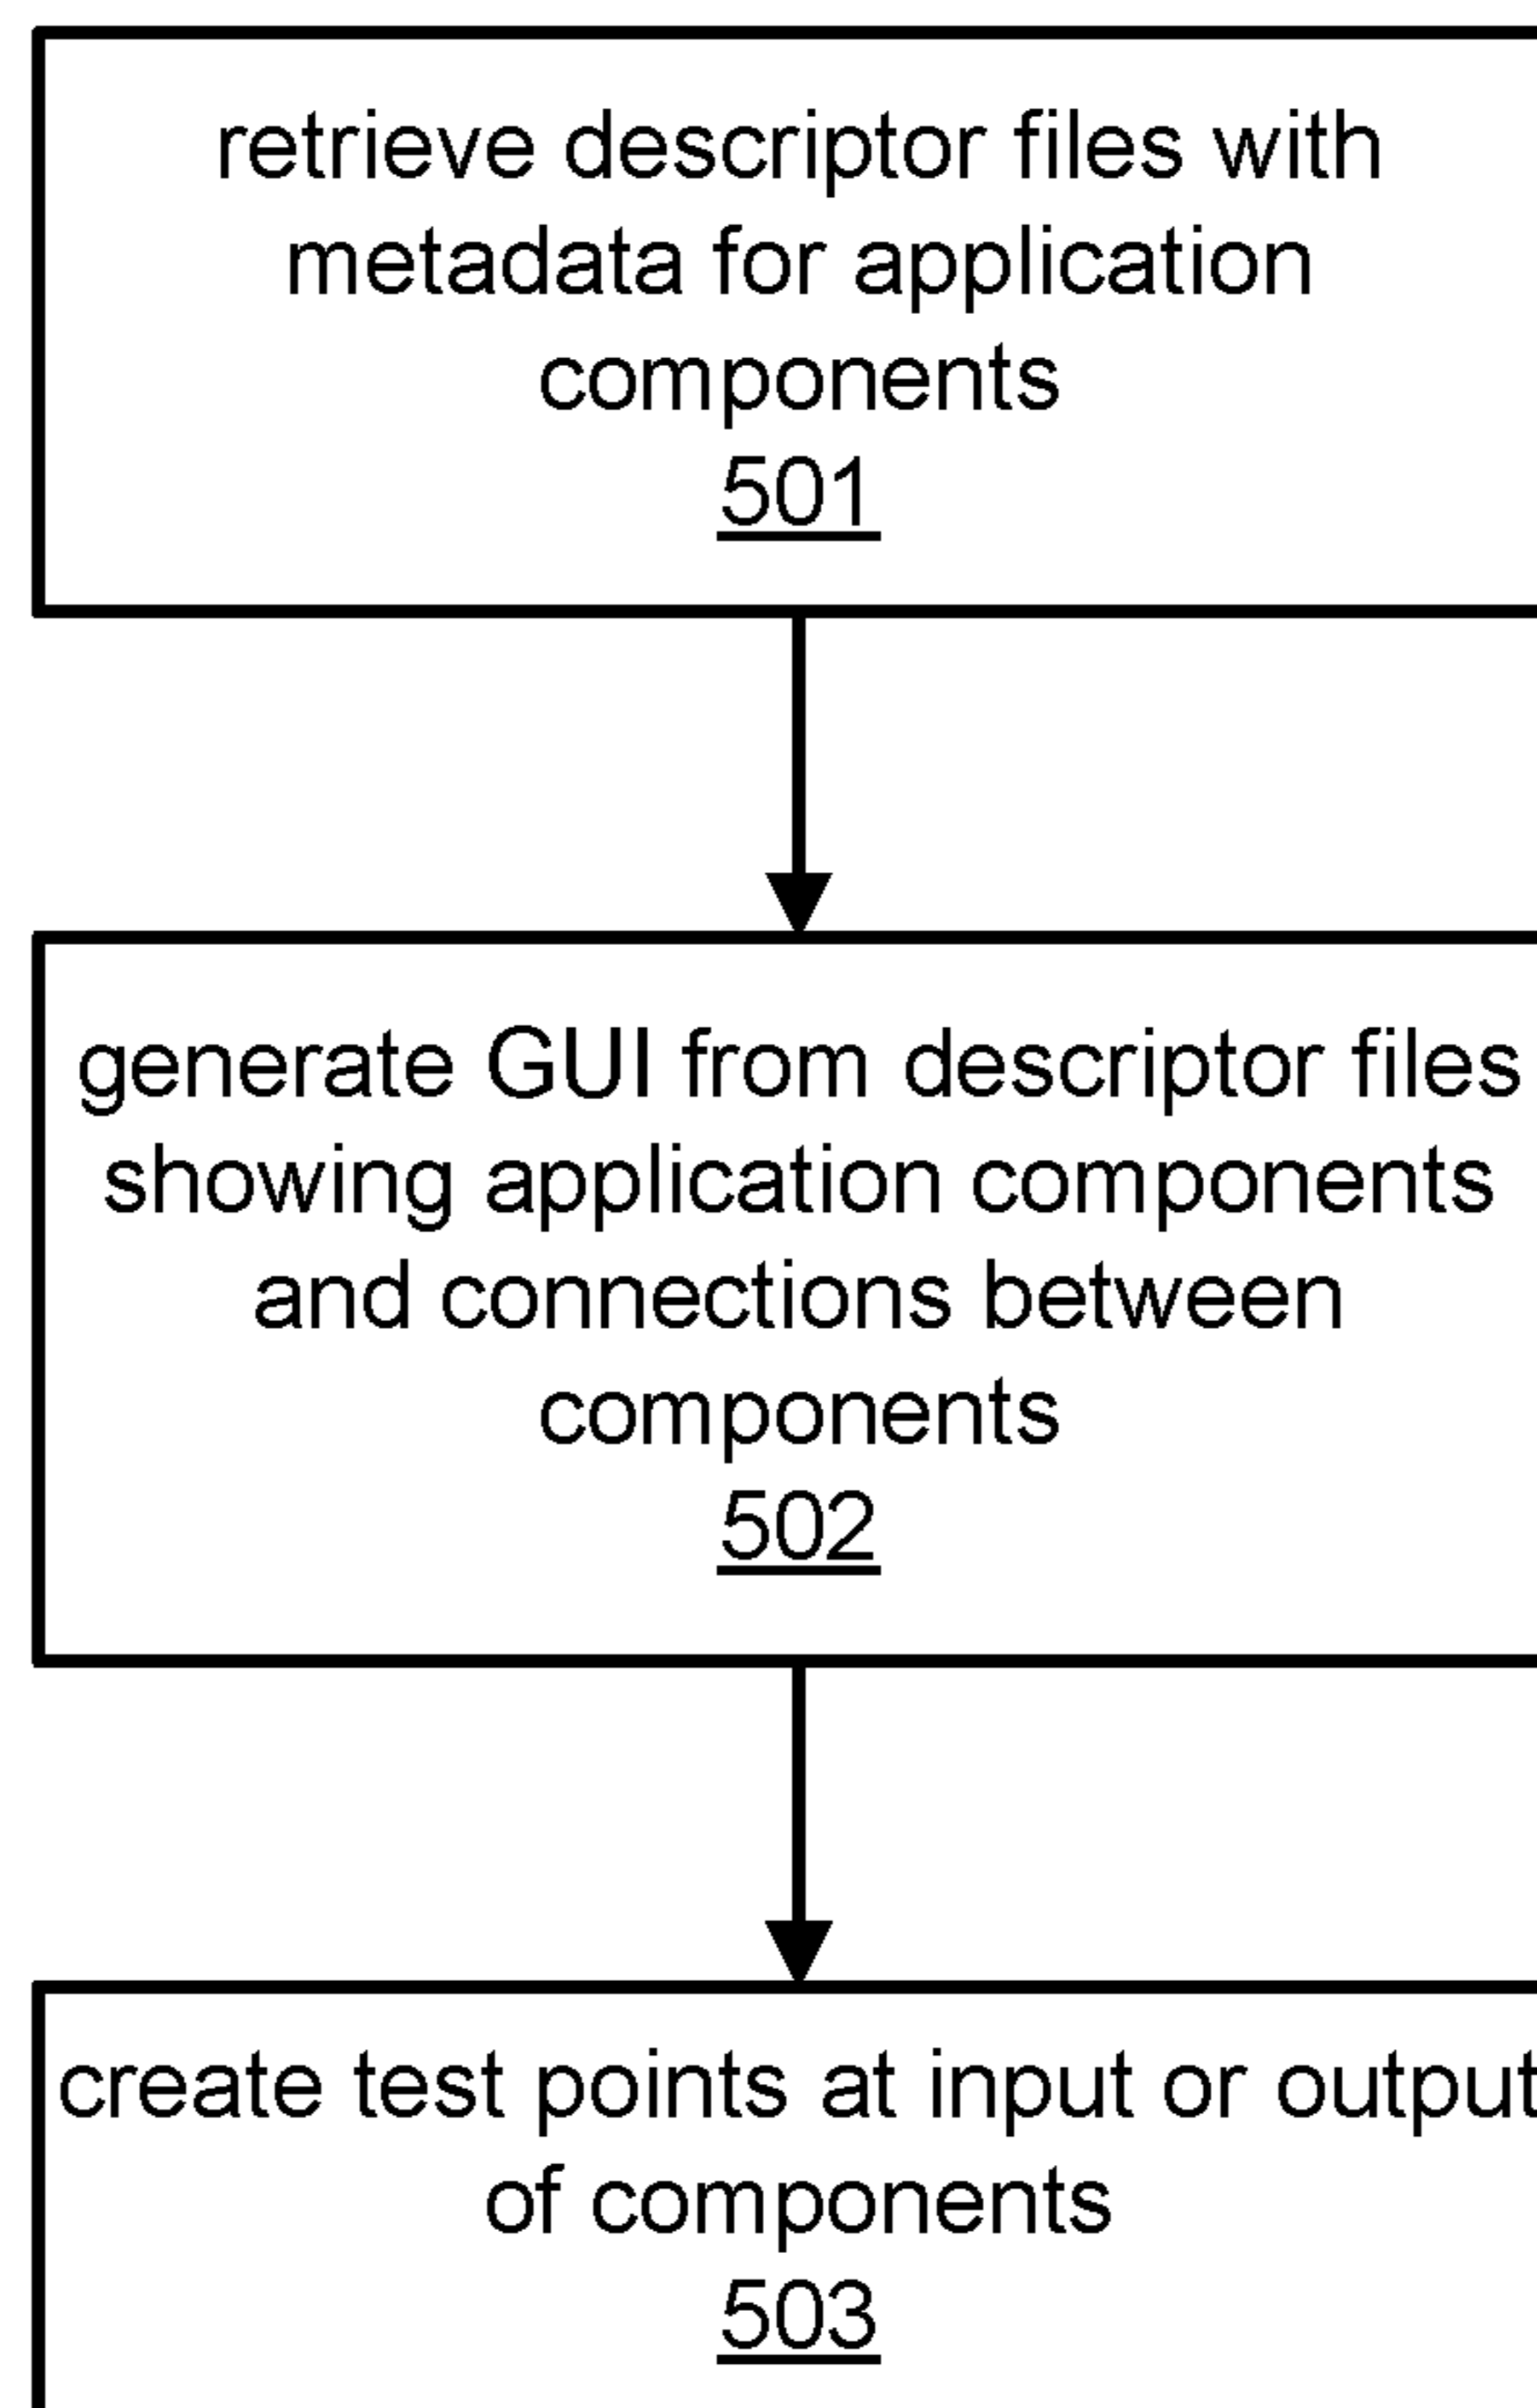 retrieve descriptor files with
metadata for application
components
501
generate GUI from descriptor files
showing application components
and connections between
components
502
create test points at input or output
of components
503